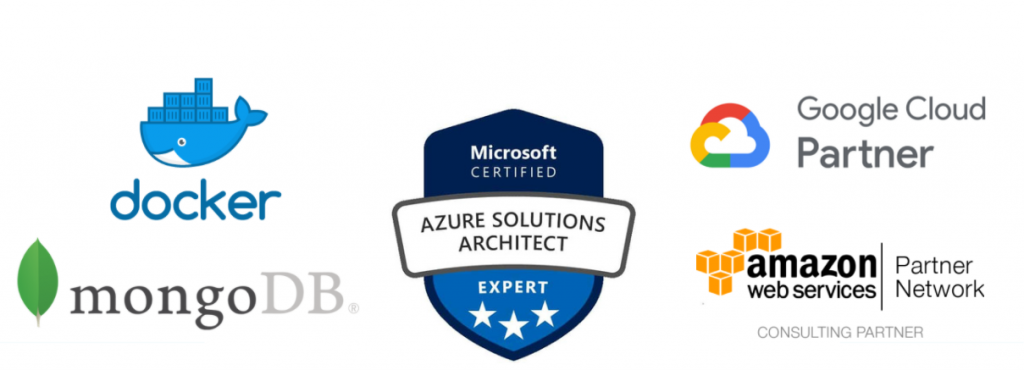 docker
mongoDB®
Microsoft
CERTIFIED
AZURE SOLUTIONS
ARCHITECT
EXPERT
Google Cloud
Partner
amazon
web services
Partner
Network
CONSULTING PARTNER